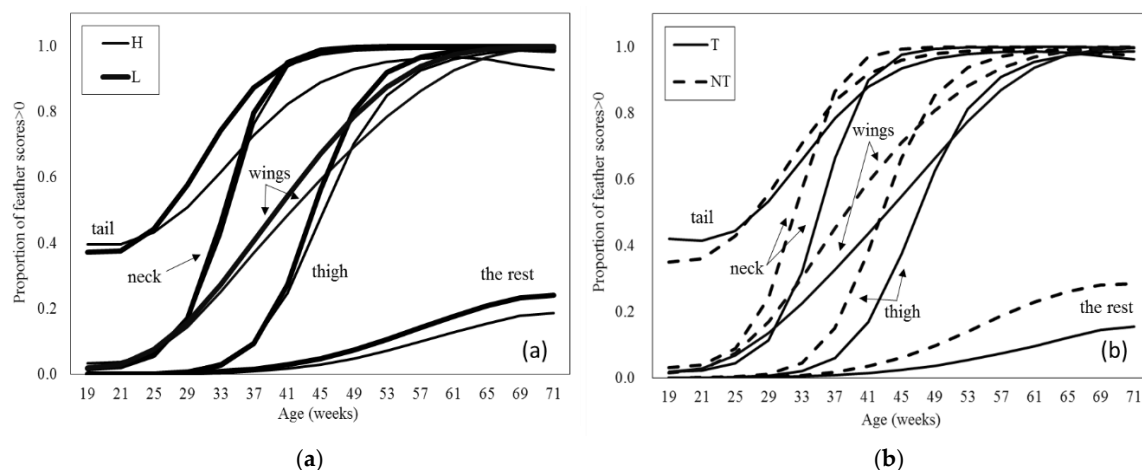 H
L
1.0
0.8
0.6
0.4
0.2
0.0
Proportion of feather scores>0
tail
neck
wings
thigh
the rest
(a)
19 21 25 29 33 37 41 45 49 53 57 61 65 69 71
Age (weeks)
(a)
T
NT
1.0
0.8
0.6
0.4
0.2
0.0
Proportion of feather scores>0
tail
neck
wings
thigh
the rest
(b)
19 21 25 29 33 37 41 45 49 53 57 61 65 69 71
Age (weeks)
(b)